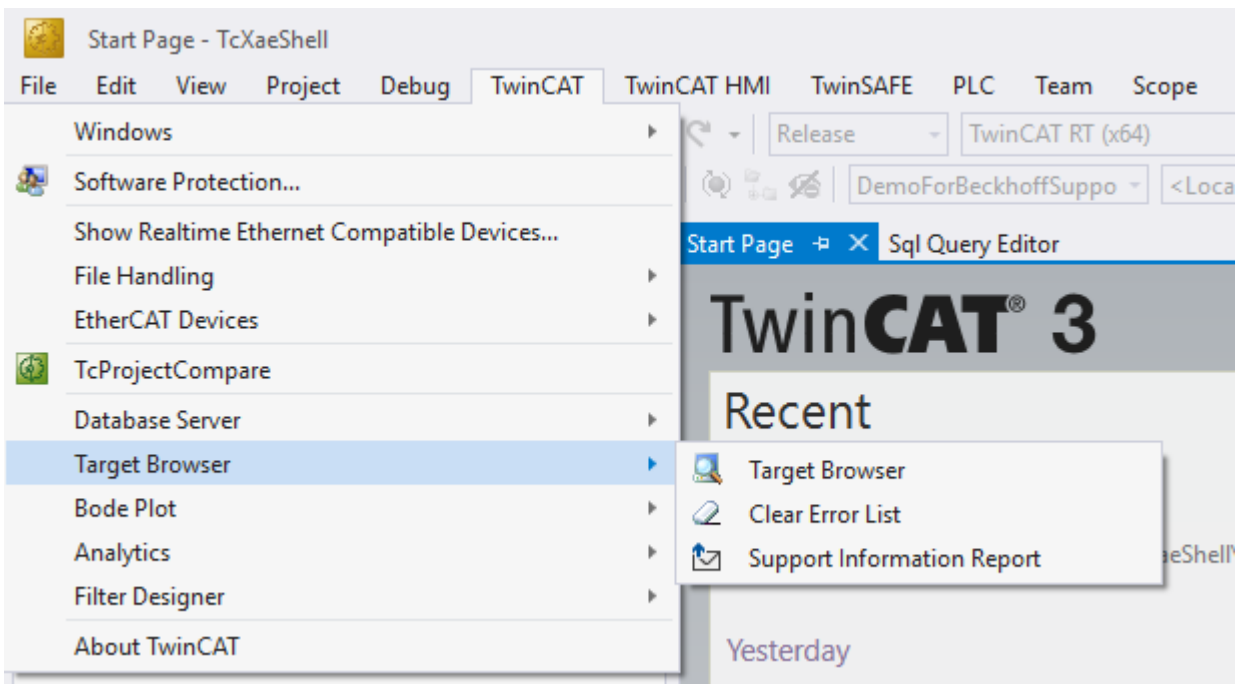 Start Page - TcXaeShell
File Edit View Project Debug TwinCAT TwinCAT HMI TwinSAFE PLC Team Scope
Windows
Release TwinCAT RT (x64)
Software Protection...
DemoForBeckhoffSuppo <Loca
Show Realtime Ethernet Compatible Devices...
Start Page Sql Query Editor
File Handling
EtherCAT Devices
TwinCAT® 3
TcProjectCompare
Database Server
Recent
Target Browser
Target Browser
Bode Plot
Clear Error List
Analytics
Support Information Report
aeShell\
Filter Designer
About TwinCAT
Yesterday